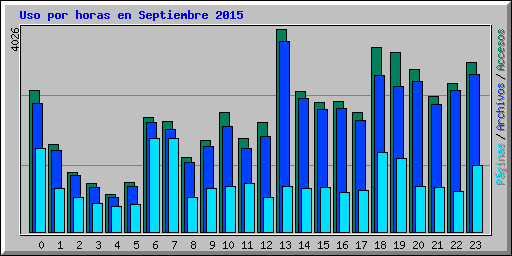 Uso por horas en Septiembre 2015
4026
Páginas / Archivos / Accesos
0 1 2 3 4 5 6 7 8 9 10 11 12 13 14 15 16 17 18 19 20 21 22 23